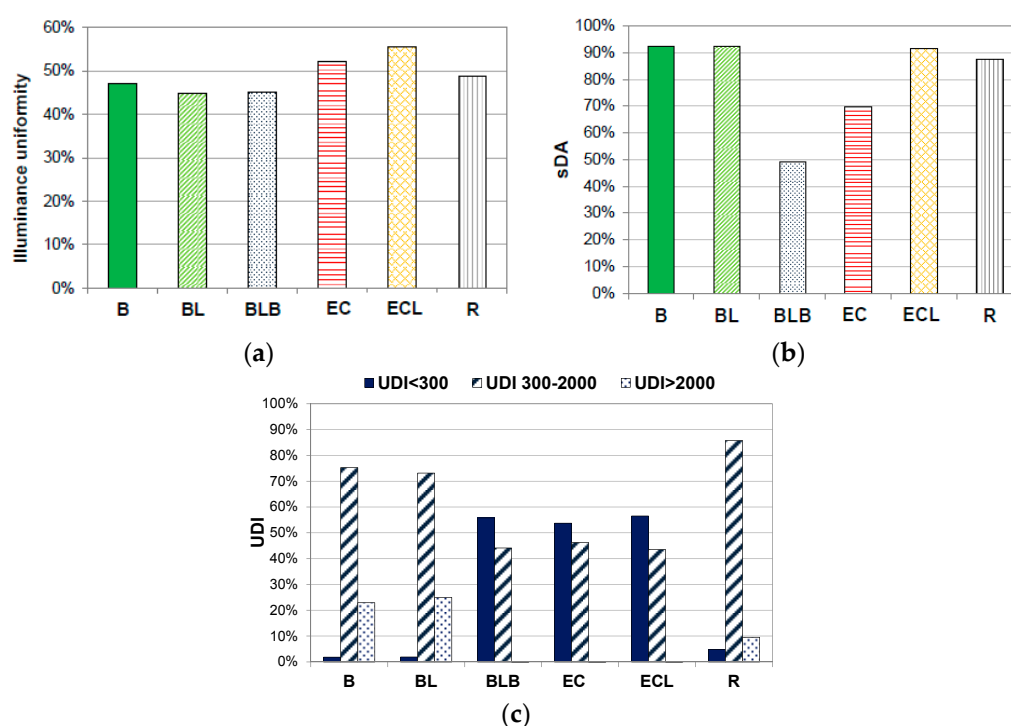 Illuminance uniformity
60%
50%
40%
30%
20%
10%
0%
B BL BLB EC ECL R
(a)
sDA
100%
90%
80%
70%
60%
50%
40%
30%
20%
10%
0%
B BL BLB EC ECL R
(b)
UDI<300 UDI 300-2000 UDI>2000
UDI
100%
90%
80%
70%
60%
50%
40%
30%
20%
10%
0%
B BL BLB EC ECL R
(c)